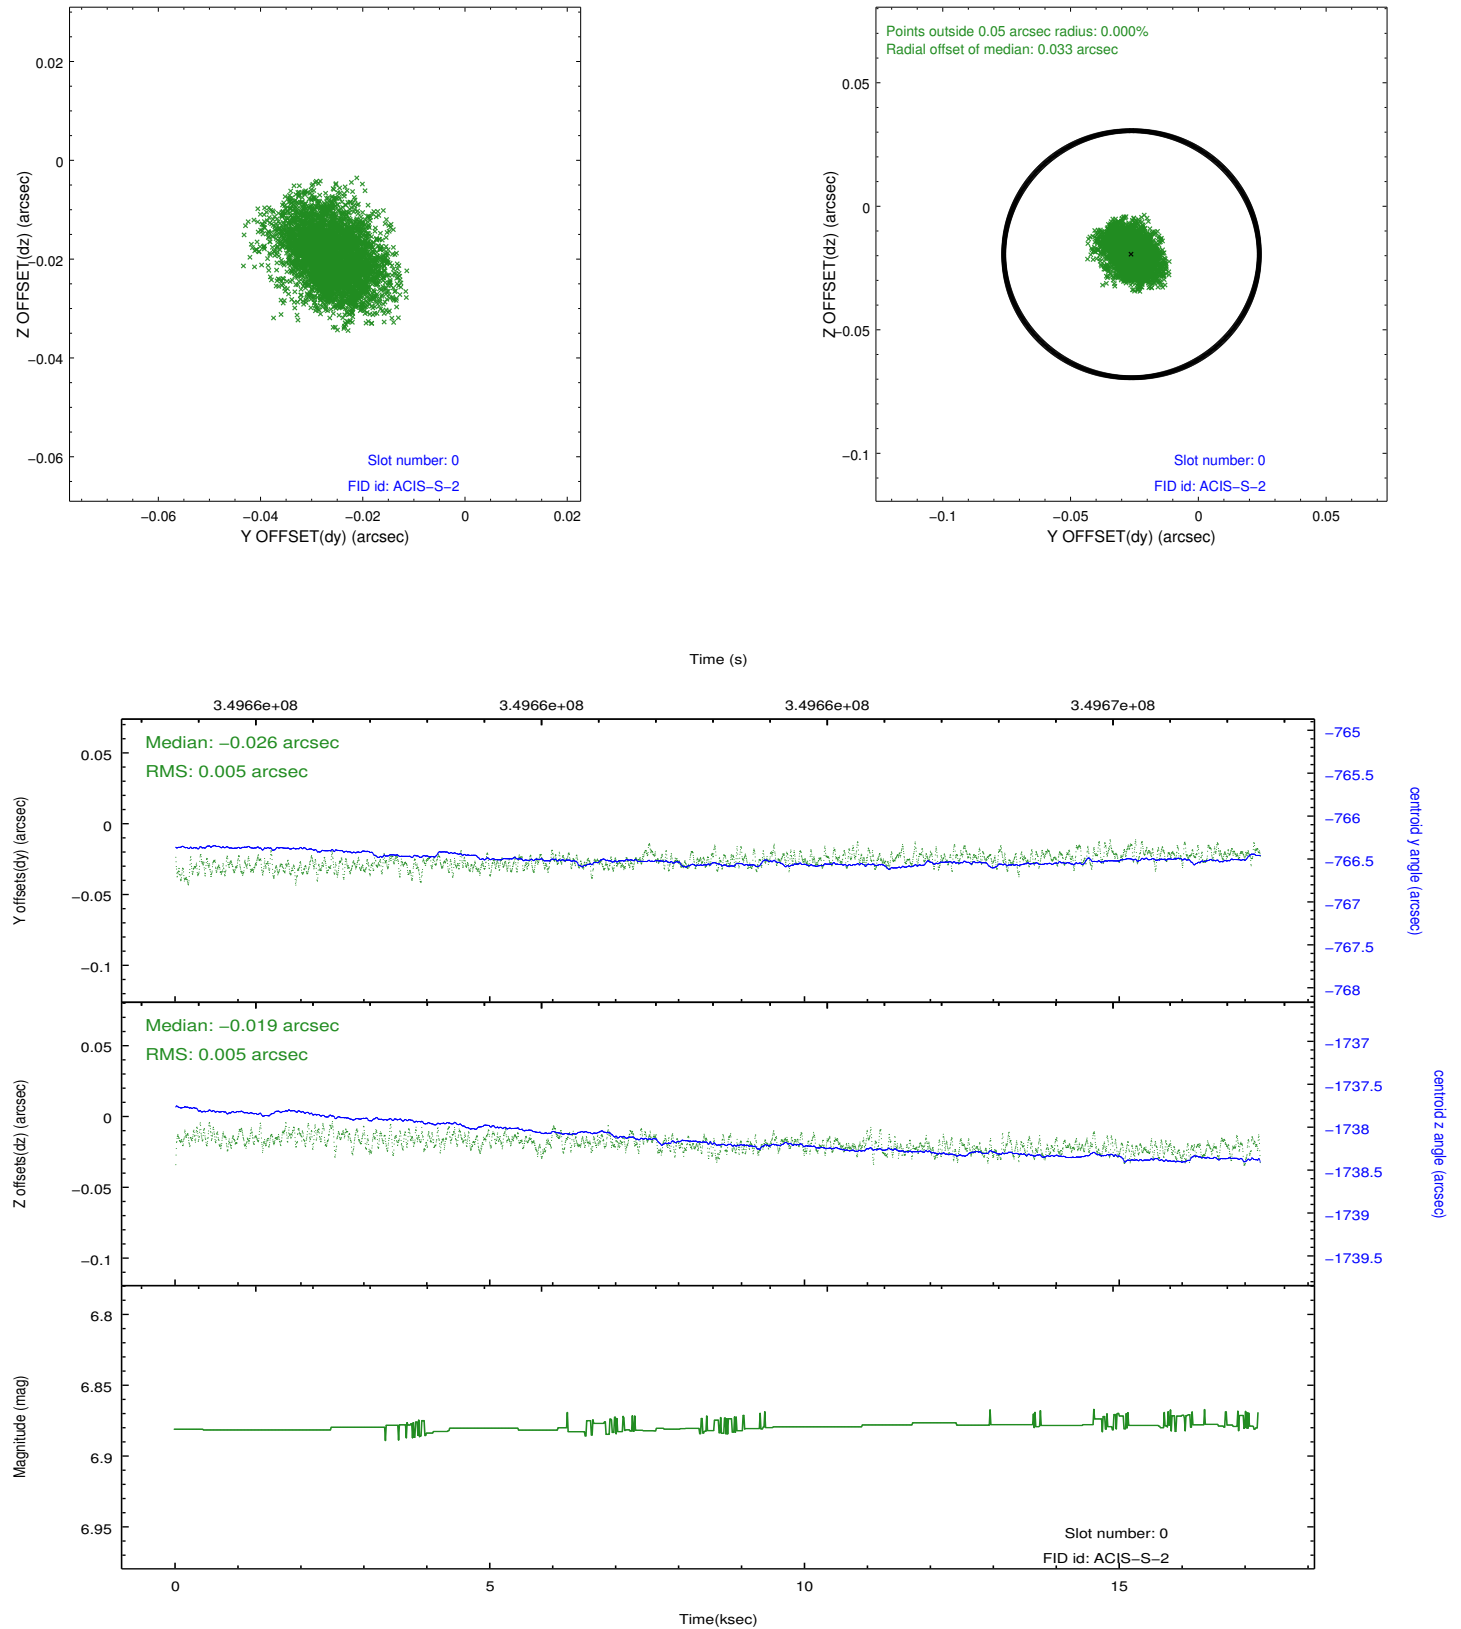 0.02
0
−0.02
−0.04
−0.06
Z OFFSET(dz) (arcsec)
Slot number: 0
FID id: ACIS−S−2
−0.06 −0.04 −0.02 0 0.02
Y OFFSET(dy) (arcsec)
Points outside 0.05 arcsec radius: 0.000%
Radial offset of median: 0.033 arcsec
0.05
0
−0.05
−0.1
Z OFFSET(dz) (arcsec)
Slot number: 0
FID id: ACIS−S−2
−0.1 −0.05 0 0.05
Y OFFSET(dy) (arcsec)
Time (s)
3.4966e+08 3.4966e+08 3.4966e+08 3.4967e+08
Median: −0.026 arcsec
RMS: 0.005 arcsec
0.05
0
−0.05
−0.1
Y offsets(dy) (arcsec)
−765
−765.5
−766
−766.5
−767
−767.5
−768
centroid y angle (arcsec)
Median: −0.019 arcsec
RMS: 0.005 arcsec
0.05
0
−0.05
−0.1
Z offsets(dz) (arcsec)
−1737
−1737.5
−1738
−1738.5
−1739
−1739.5
centroid z angle (arcsec)
6.8
6.85
6.9
6.95
Magnitude (mag)
Slot number: 0
FID id: ACIS−S−2
0 5 10 15
Time(ksec)